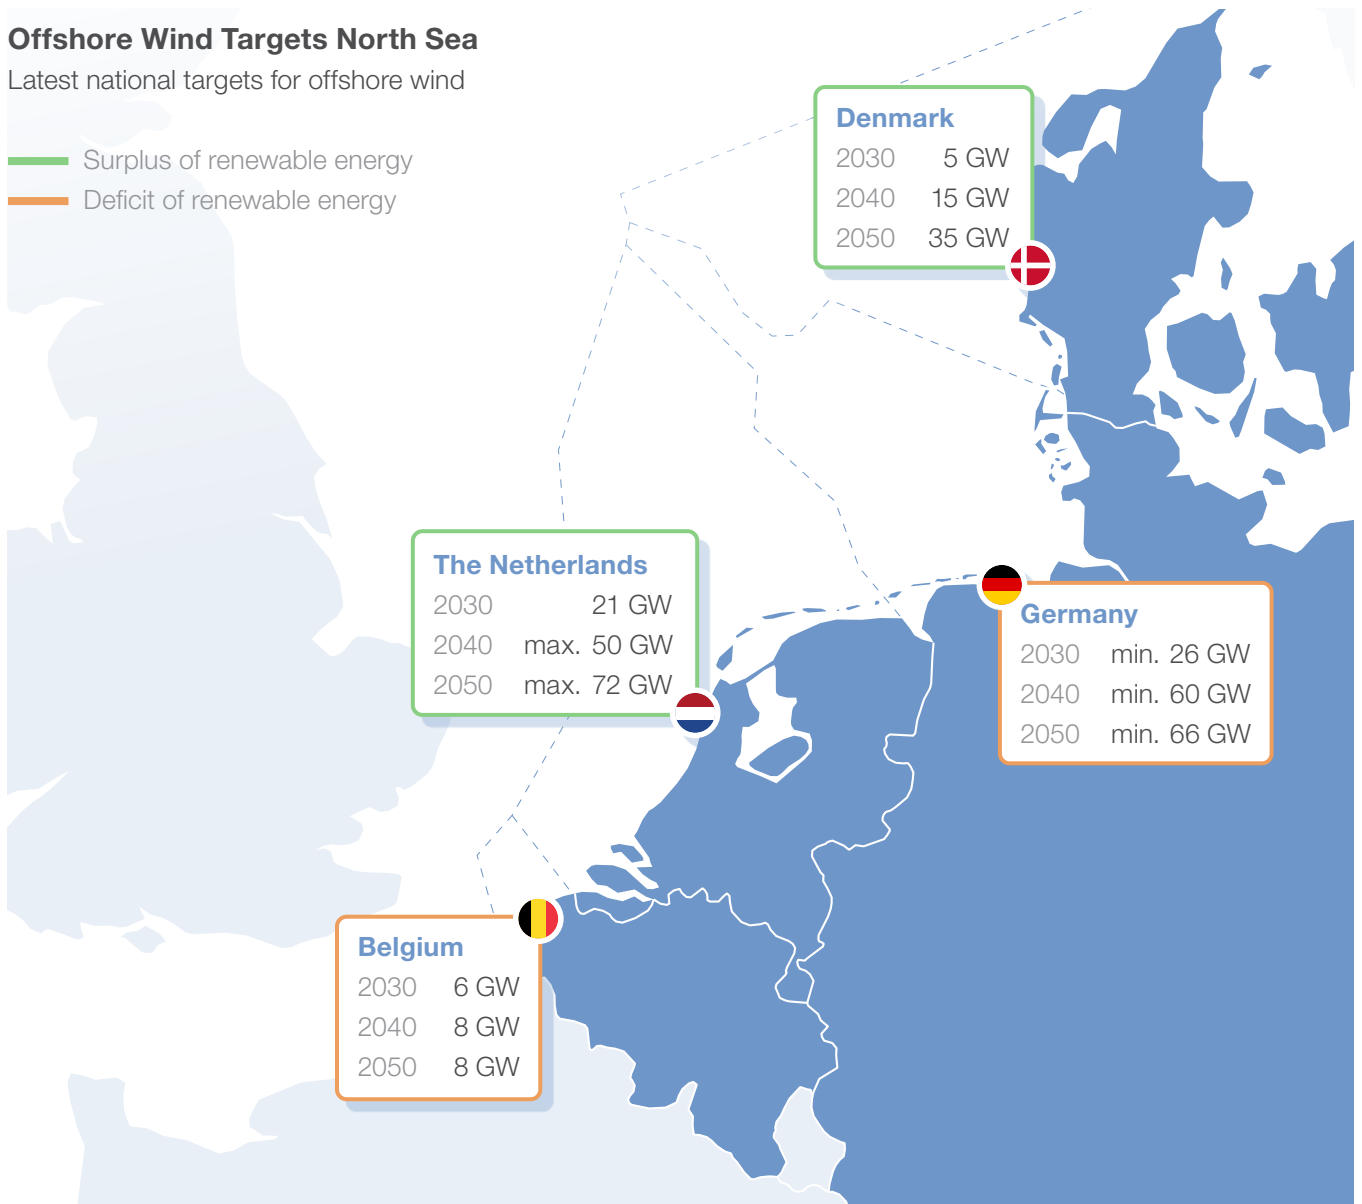 Offshore Wind Targets North Sea
Latest national targets for offshore wind
Surplus of renewable energy
Deficit of renewable energy
Denmark
2030 5 GW
2040 15 GW
2050 35 GW
The Netherlands
2030 21 GW
2040 max. 50 GW
2050 max. 72 GW
Germany
2030 min. 26 GW
2040 min. 60 GW
2050 min. 66 GW
Belgium
2030 6 GW
2040 8 GW
2050 8 GW